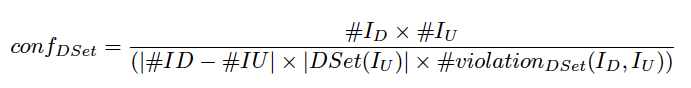 conf_{DSet} = \frac{\#I_D \times \#I_U}{(|\#ID - \#IU| \times |DSet(I_U)| \times \#violation_{DSet}(I_D, I_U))}